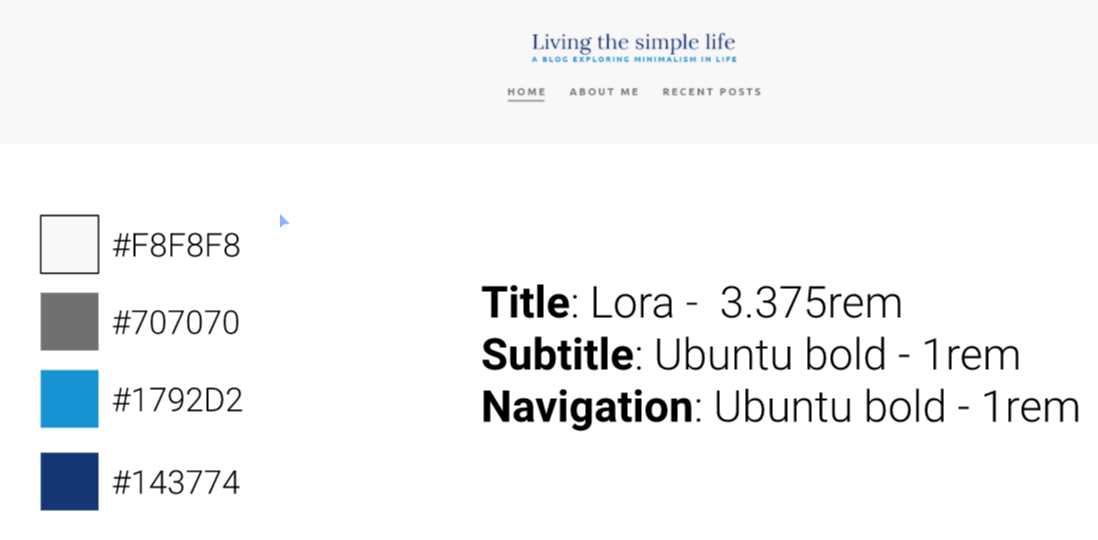 Living the simple life
A BLOG EXPLORING MINIMALISM IN LIFE
HOME ABOUT ME RECENT POSTS
#F8F8F8
#707070
#1792D2
#143774
Title: Lora - 3.375rem
Subtitle: Ubuntu bold - 1rem
Navigation: Ubuntu bold - 1rem